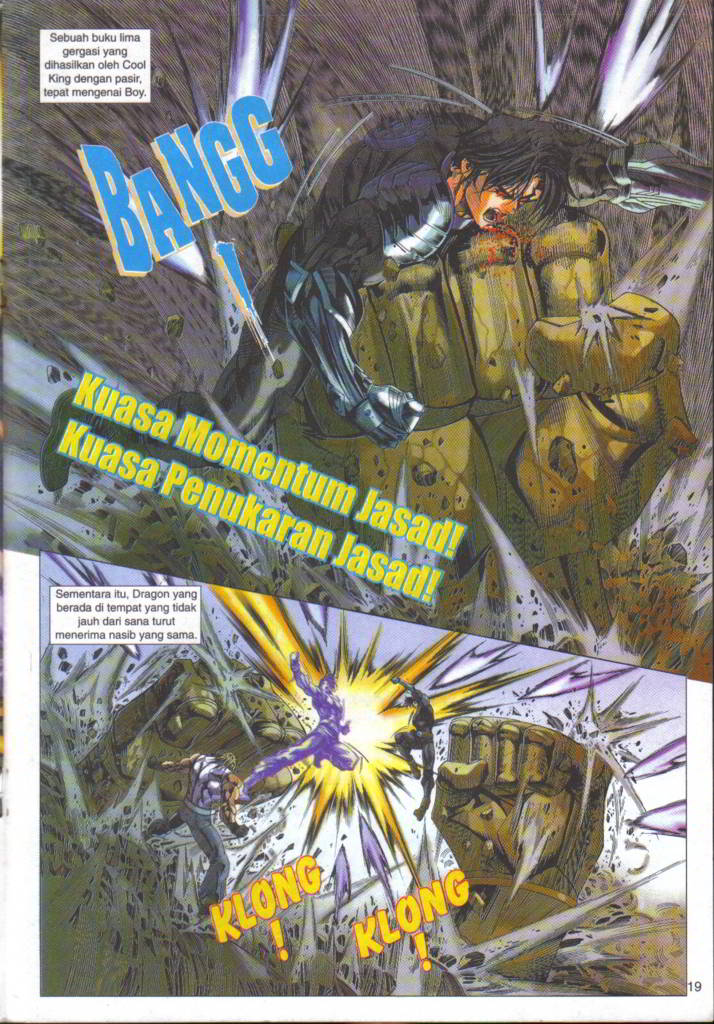 Sebuah buku lima
gergasi yang
dihasilkan oleh Cool
King dengan pasir,
tepat mengenai Boy.
BANGG
!
Kuasa Momentum Jasad!
Kuasa Penukaran Jasad!
Sementara itu, Dragon yang
berada di tempat yang tidak
jauh dari sana turut
menerima nasib yang sama.
KLONG
!
KLONG
!
19